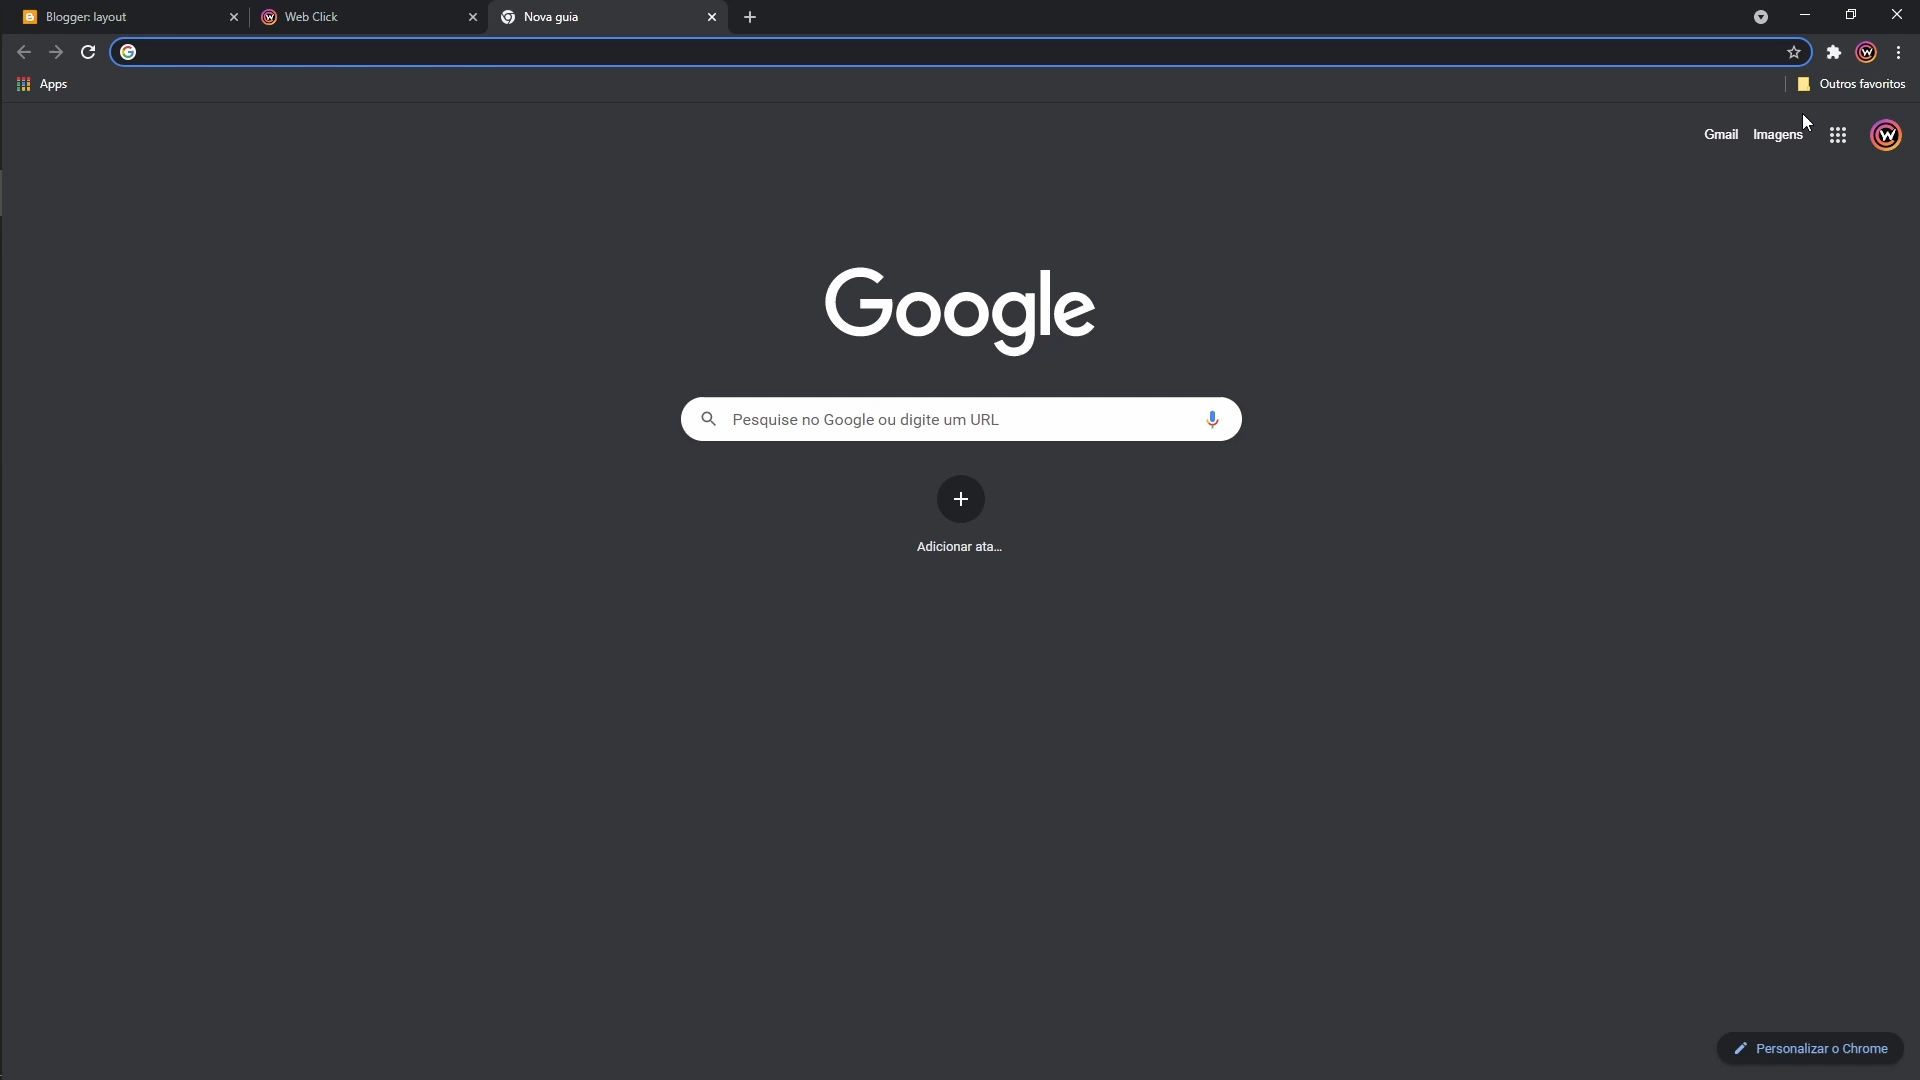 Blogger: layout
Web Click
Nova guia
Apps
Outros favoritos
Gmail
Imagens
Google
Pesquise no Google ou digite um URL
Adicionar ata...
Personalizar o Chrome